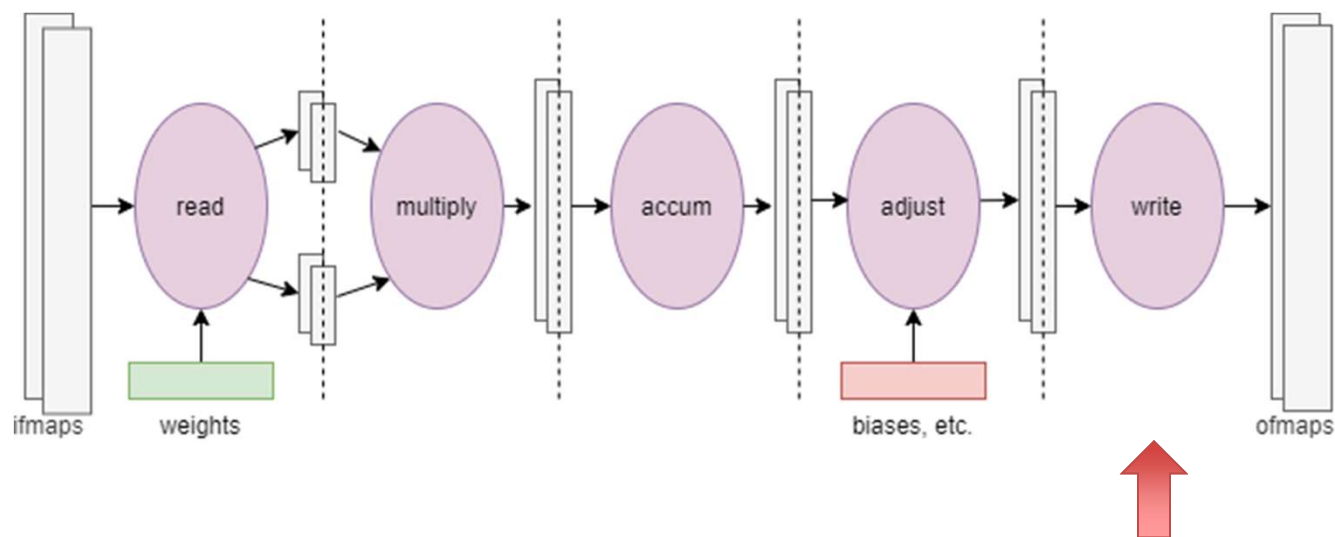 read
multiply
accum
adjust
write
ifmaps
weights
biases, etc.
ofmaps